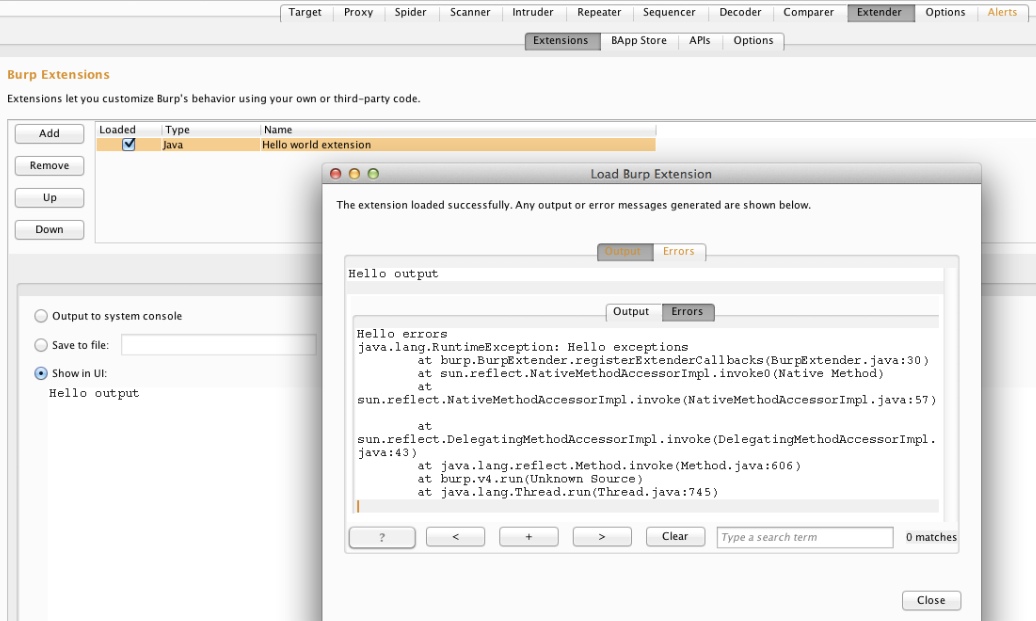 Target Proxy Spider Scanner Intruder Repeater Sequencer Decoder Comparer Extender Options Alerts
Extensions BApp Store APIs Options
Burp Extensions
Extensions let you customize Burp's behavior using your own or third-party code.
Add
Remove
Up
Down
Loaded Type Name
Java Hello world extension
Output to system console
Save to file:
Show in UI:
Hello output
Load Burp Extension
The extension loaded successfully. Any output or error messages generated are shown below.
Output Errors
Hello output
Output Errors
Hello errors
java.lang.RuntimeException: Hello exceptions
at burp.BurpExtender.registerExtenderCallbacks(BurpExtender.java:30)
at sun.reflect.NativeMethodAccessorImpl.invoke0(Native Method)
at
sun.reflect.NativeMethodAccessorImpl.invoke(NativeMethodAccessorImpl.java:57)
at
sun.reflect.DelegatingMethodAccessorImpl.invoke(DelegatingMethodAccessorImpl.
java:43)
at java.lang.reflect.Method.invoke(Method.java:606)
at burp.v4.run(Unknown Source)
at java.lang.Thread.run(Thread.java:745)
? < + > Clear Type a search term 0 matches
Close